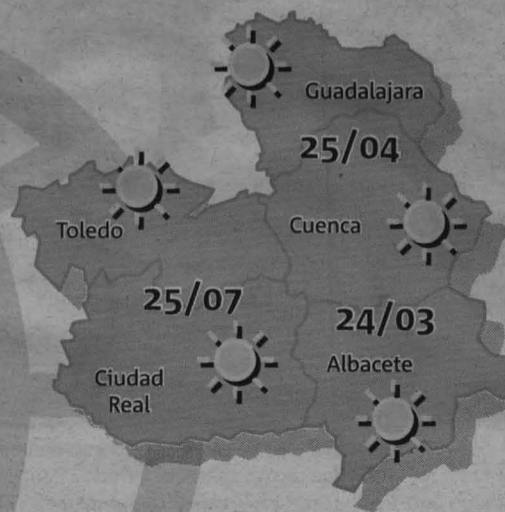 Guadalajara
25/04
Toledo
Cuenca
25/07
24/03
Albacete
Ciudad
Real